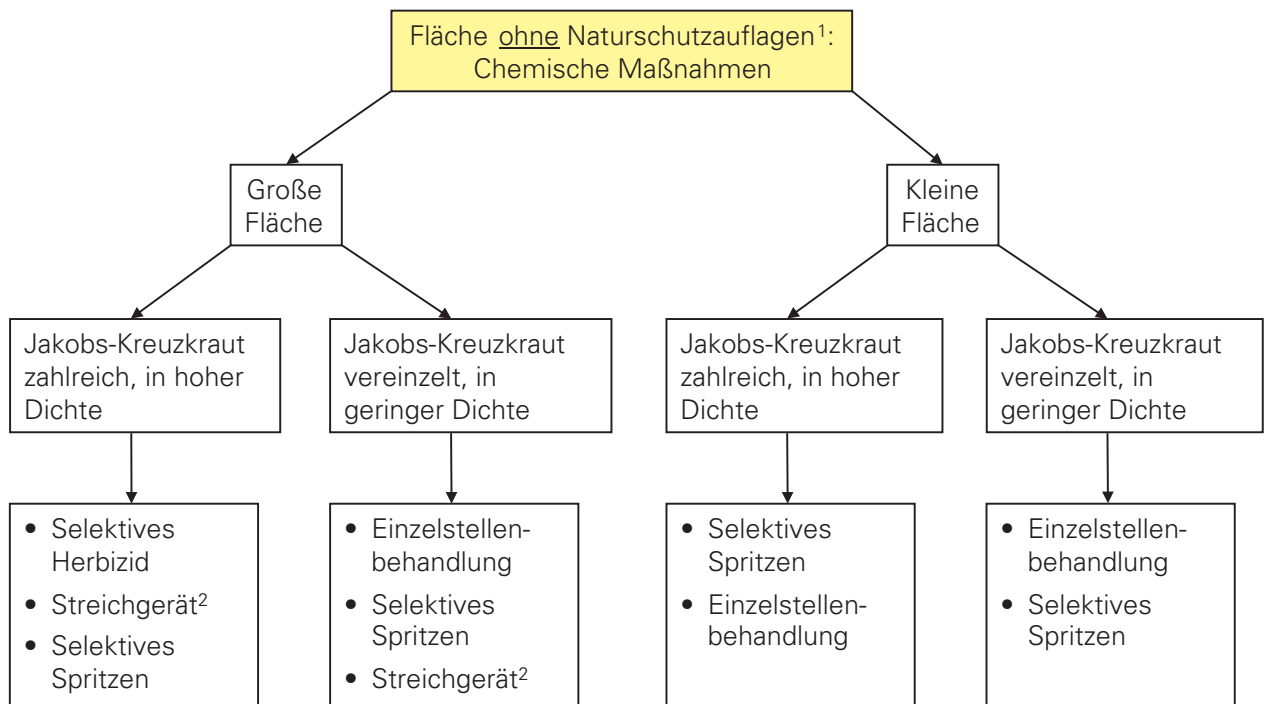 Fläche ohne Naturschutzauflagen¹:
Chemische Maßnahmen
Große
Fläche
Kleine
Fläche
Jakobs-Kreuzkraut
zahlreich, in hoher
Dichte
Jakobs-Kreuzkraut
vereinzelt, in
geringer Dichte
Jakobs-Kreuzkraut
zahlreich, in hoher
Dichte
Jakobs-Kreuzkraut
vereinzelt, in
geringer Dichte
• Selektives
Herbizid
• Streichgerät²
• Selektives
Spritzen
• Einzelstellen-
behandlung
• Selektives
Spritzen
• Streichgerät²
• Selektives
Spritzen
• Einzelstellen-
behandlung
• Einzelstellen-
behandlung
• Selektives
Spritzen